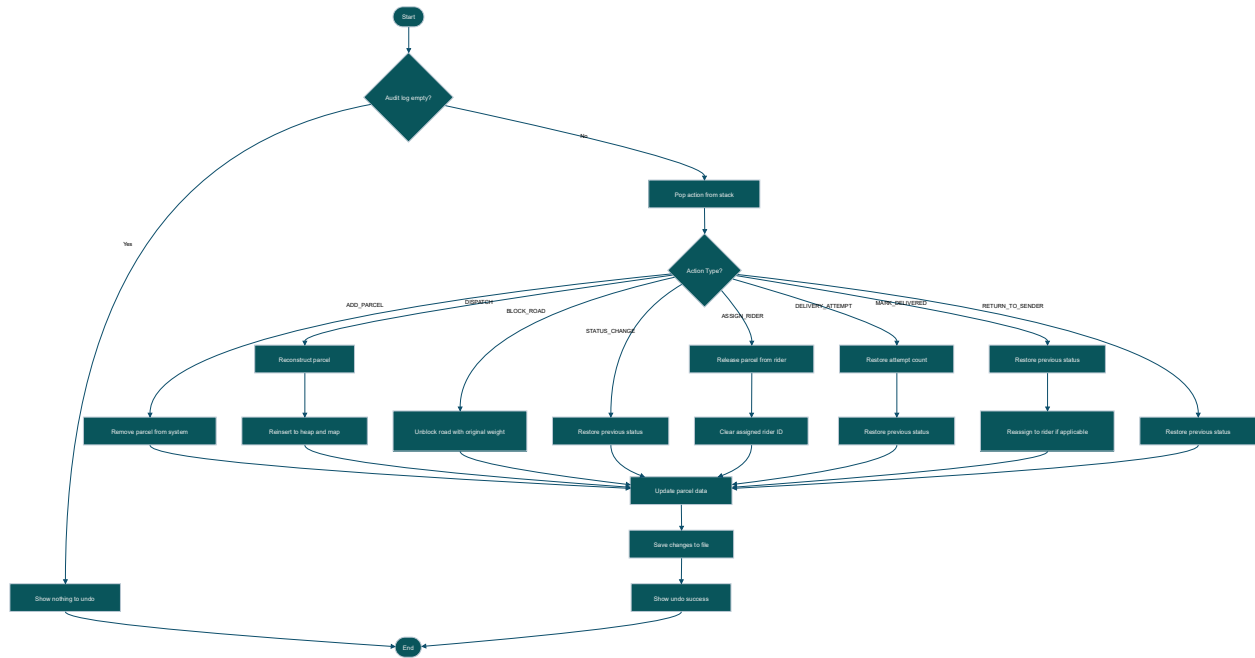 Start
Audit log empty?
No
Pop action from stack
Yes
Action Type?
ADD_PARCEL
DISPATCH
BLOCK_ROAD
STATUS_CHANGE
ASSIGN_RIDER
DELIVERY_ATTEMPT
MARK_DELIVERED
RETURN_TO_SENDER
Reconstruct parcel
Release parcel from rider
Restore attempt count
Restore previous status
Remove parcel from system
Reinsert to heap and map
Unblock road with original weight
Restore previous status
Clear assigned rider ID
Restore previous status
Reassign to rider if applicable
Restore previous status
Update parcel data
Save changes to file
Show nothing to undo
Show undo success
End